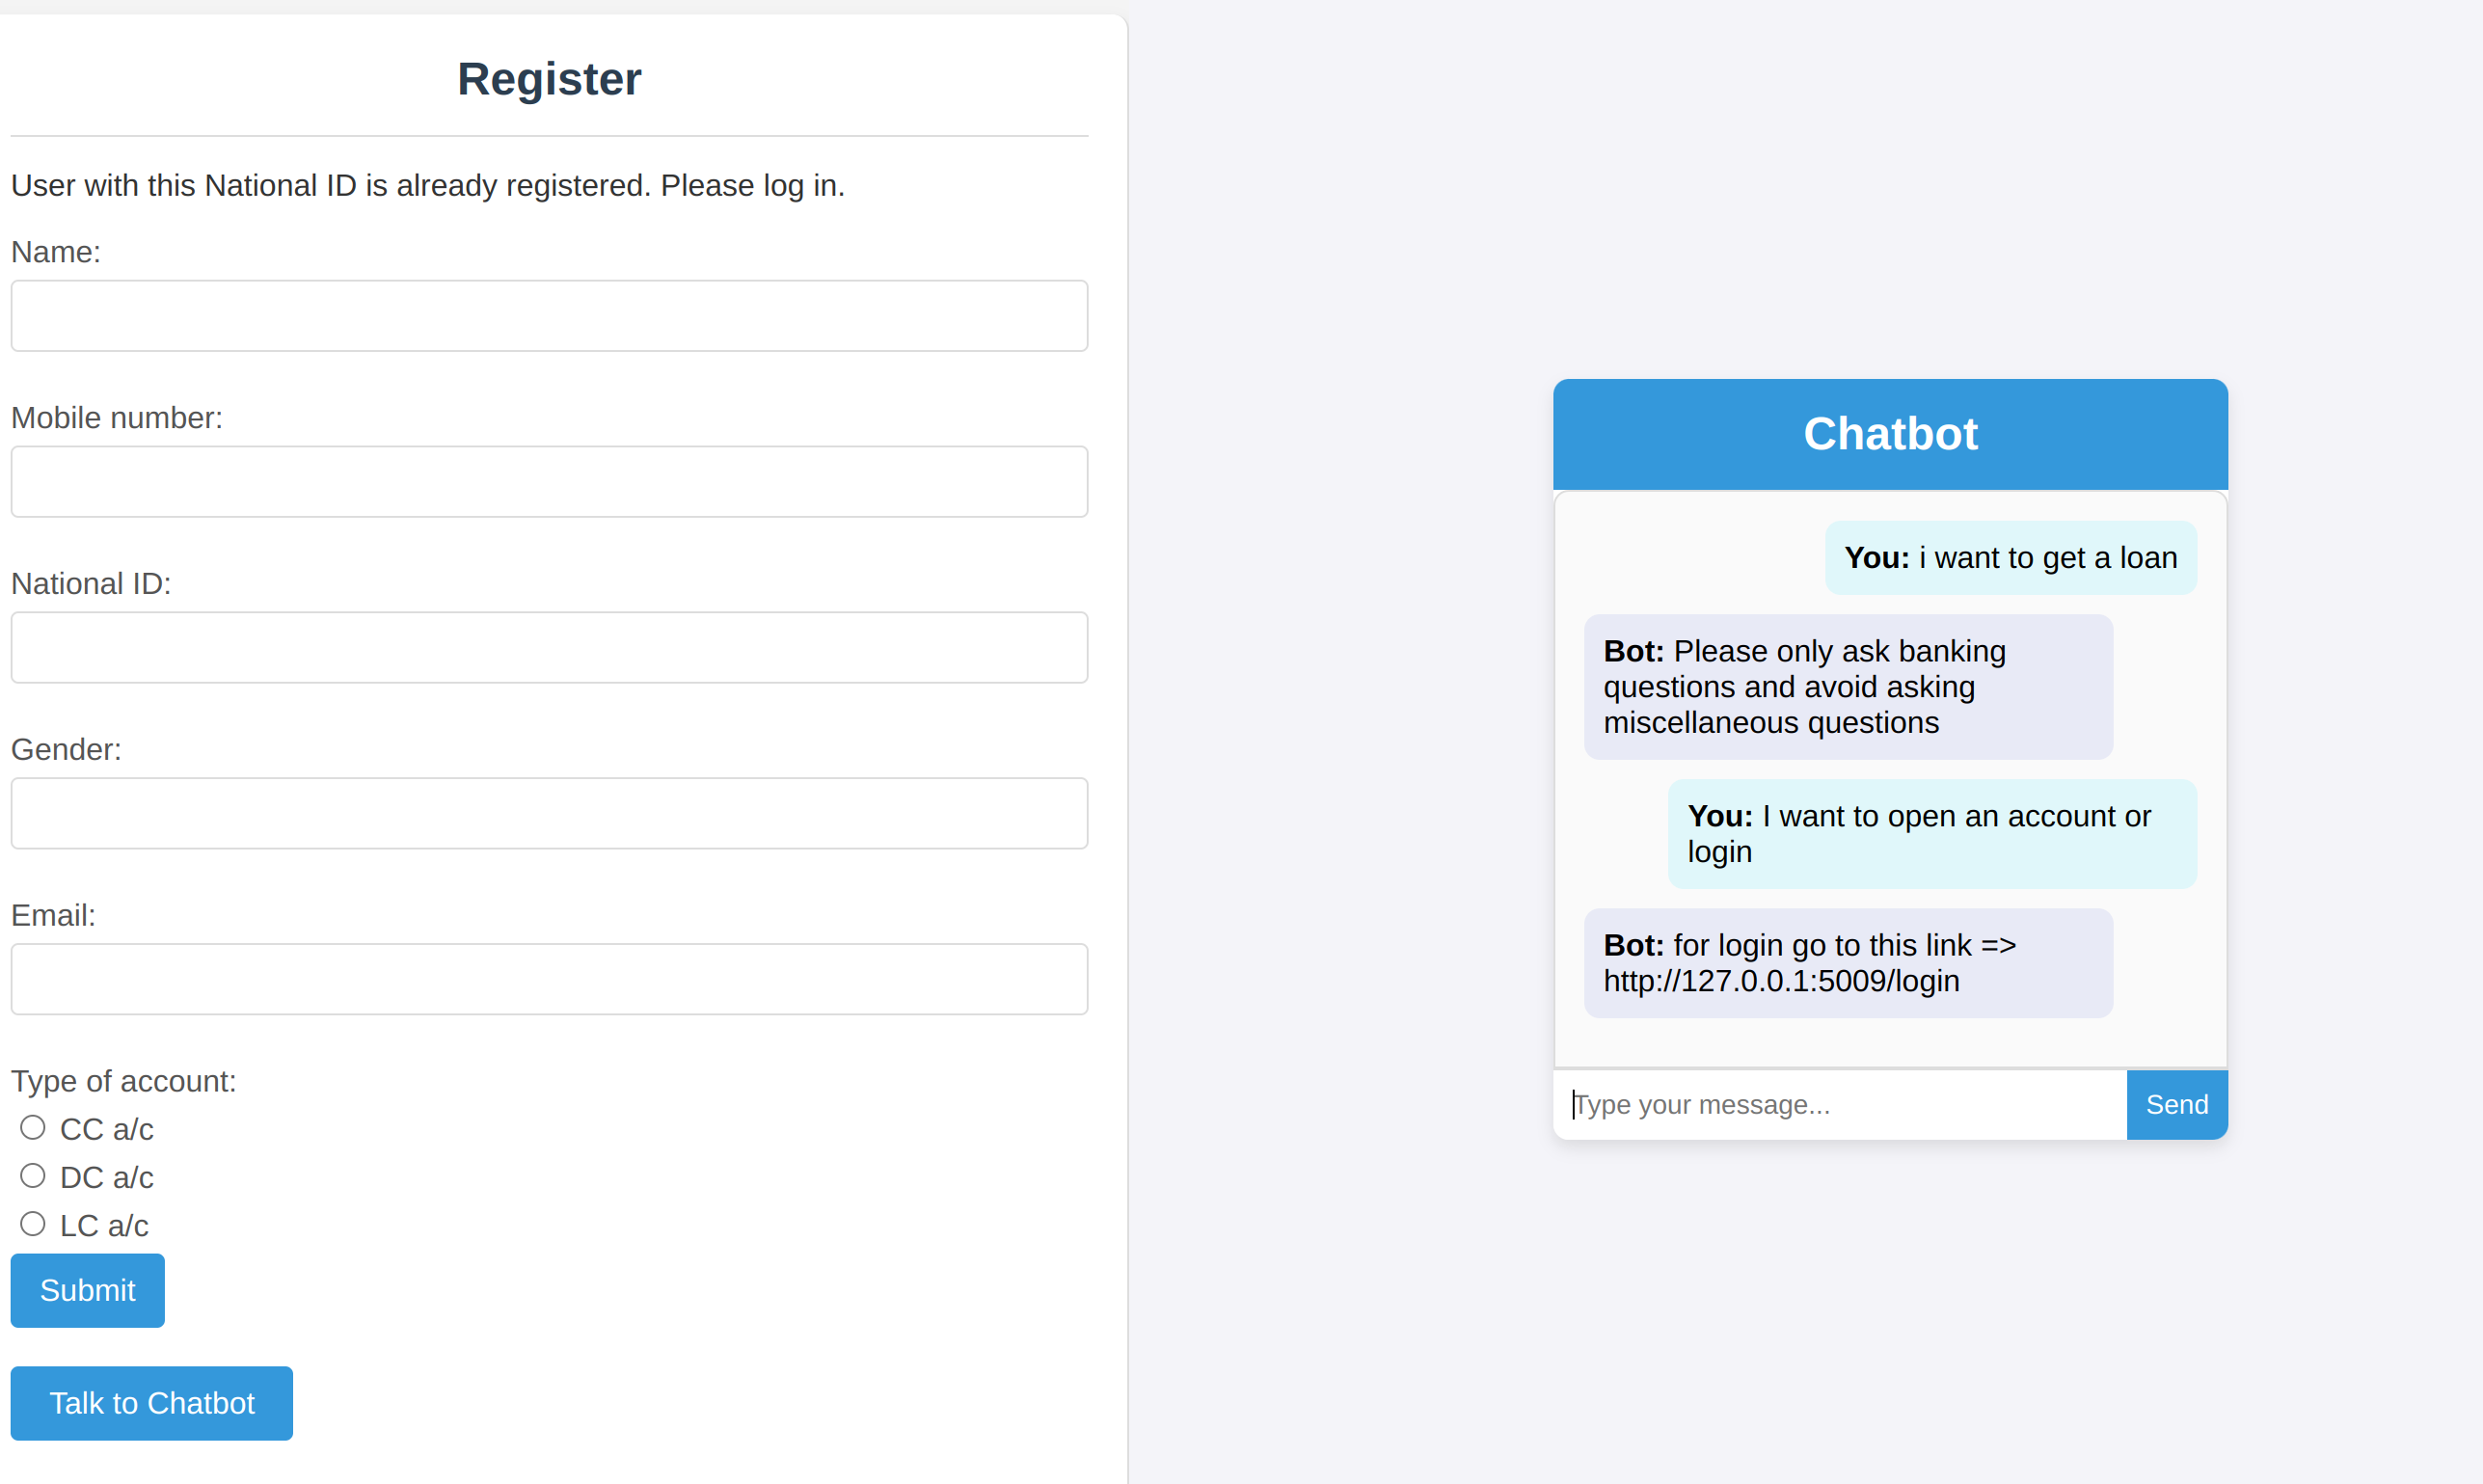 Register
User with this National ID is already registered. Please log in.
Name:
Mobile number:
National ID:
Gender:
Email:
Type of account:
CC a/c
DC a/c
LC a/c
Submit
Talk to Chatbot
Chatbot
You: i want to get a loan
Bot: Please only ask banking
questions and avoid asking
miscellaneous questions
You: I want to open an account or
login
Bot: for login go to this link =>
http://127.0.0.1:5009/login
Type your message...
Send